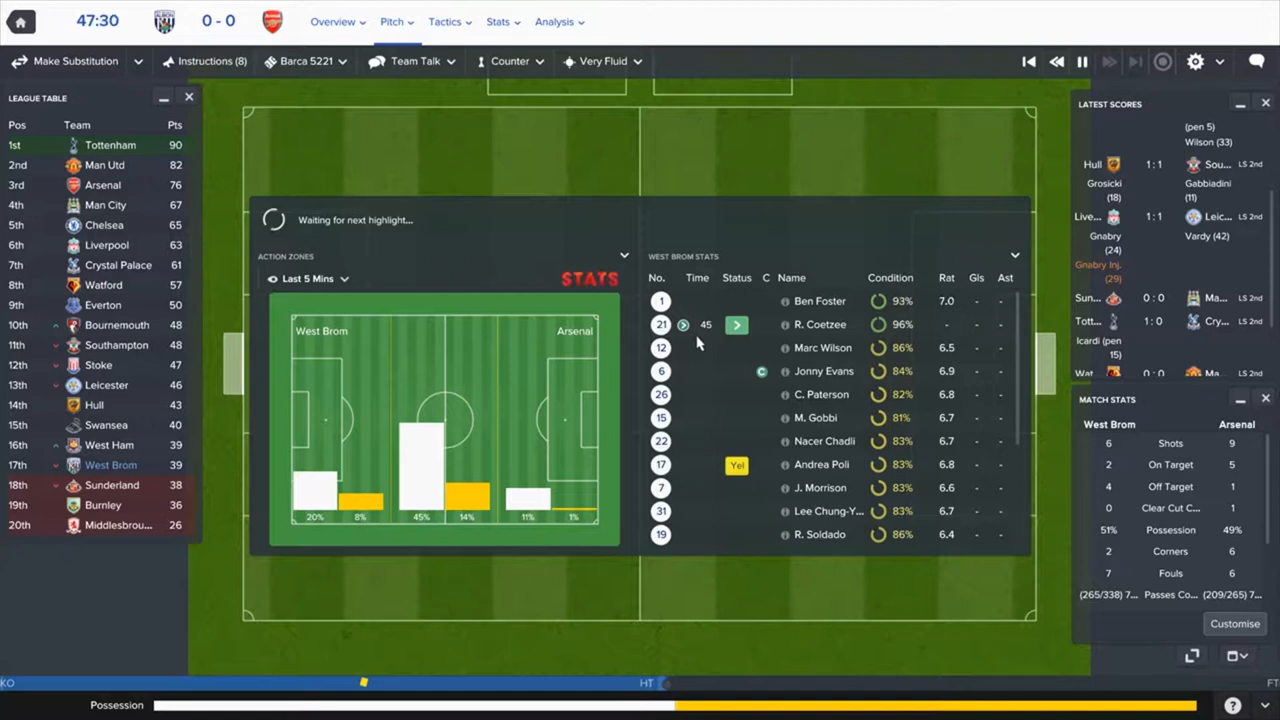 47:30 0 - 0 Overview Pitch Tactics Stats Analysis
Make Substitution Instructions (8) Barca 5221 Team Talk Counter Very Fluid
LEAGUE TABLE
Pos Team Pts
1st Tottenham 90
2nd Man Utd 82
3rd Arsenal 76
4th Man City 67
5th Chelsea 65
6th Liverpool 63
7th Crystal Palace 61
8th Watford 57
9th Everton 50
10th Bournemouth 48
11th Southampton 48
12th Stoke 47
13th Leicester 46
14th Hull 43
15th Swansea 40
16th West Ham 39
17th West Brom 39
18th Sunderland 38
19th Burnley 36
20th Middlesbrou... 26
Waiting for next highlight...
ACTION ZONES
Last 5 Mins STATS
West Brom Arsenal
20% 8% 45% 14% 11% 1%
WEST BROM STATS
No. Time Status C Name Condition Rat Gls Ast
1 Ben Foster 93% 7.0 - -
21 45 R. Coetzee 96% - - -
12 Marc Wilson 86% 6.5 - -
6 C Jonny Evans 84% 6.9 - -
26 C. Paterson 82% 6.8 - -
15 M. Gobbi 81% 6.7 - -
22 Nacer Chadli 83% 6.7 - -
17 Yel Andrea Poli 83% 6.8 - -
7 J. Morrison 83% 6.6 - -
31 Lee Chung-Y... 83% 6.7 - -
19 R. Soldado 86% 6.4 - -
LATEST SCORES
(pen 5)
Wilson (33)
Hull 1:1 Sou... LS 2nd
Grosicki Gabbiadini
(18) (11)
Live... 1:1 Leic... LS 2nd
Gnabry Vardy (42)
(24)
Gnabry Inj.
(29)
Sun... 0:0 Ma... LS 2nd
Tott... 1:0 Cry... LS 2nd
Icardi (pen
15)
Wat... 0:0 Ma... LS 2nd
MATCH STATS
West Brom Arsenal
6 Shots 9
2 On Target 5
4 Off Target 1
0 Clear Cut C... 1
51% Possession 49%
2 Corners 6
7 Fouls 6
(265/338) 7... Passes Co... (209/265) 7...
Customise
KO HT FT
Possession ?